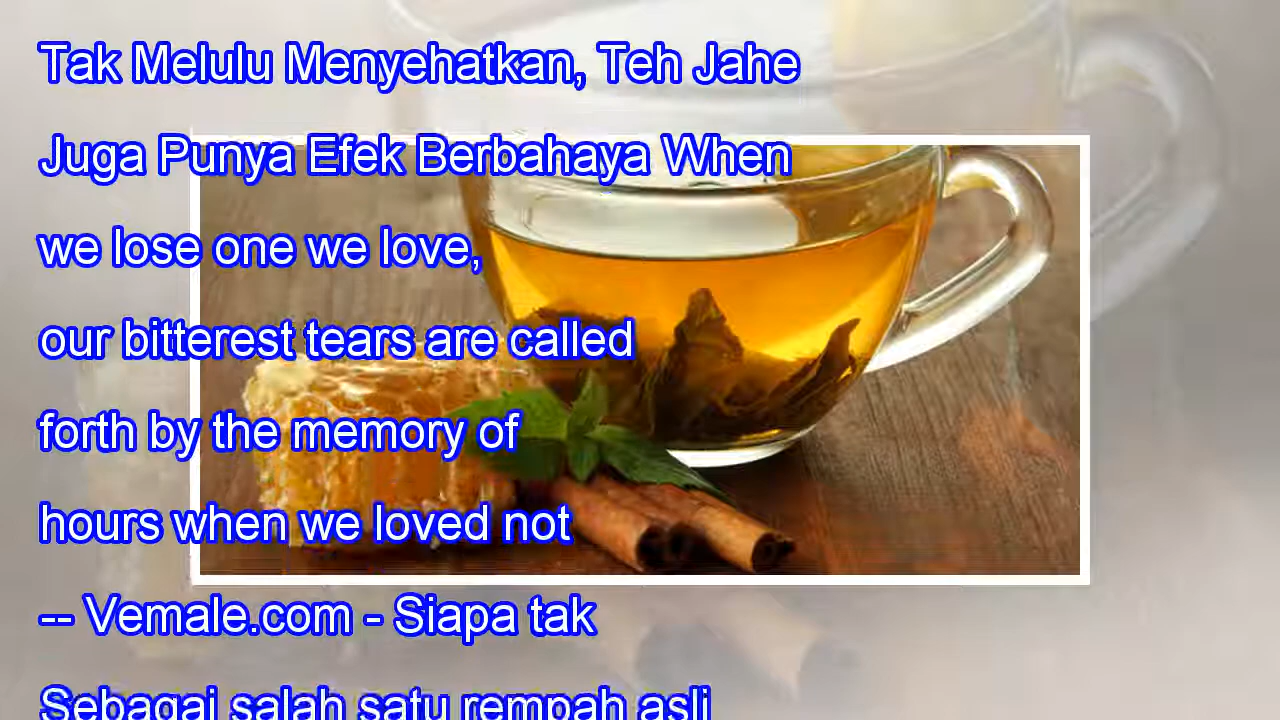 Tak Melulu Menyehatkan, Teh Jahe
Juga Punya Efek Berbahaya When
we lose one we love,
our bitterest tears are called
forth by the memory of
hours when we loved not
-- Vemale.com - Siapa tak
Sebagai salah satu rempah asli